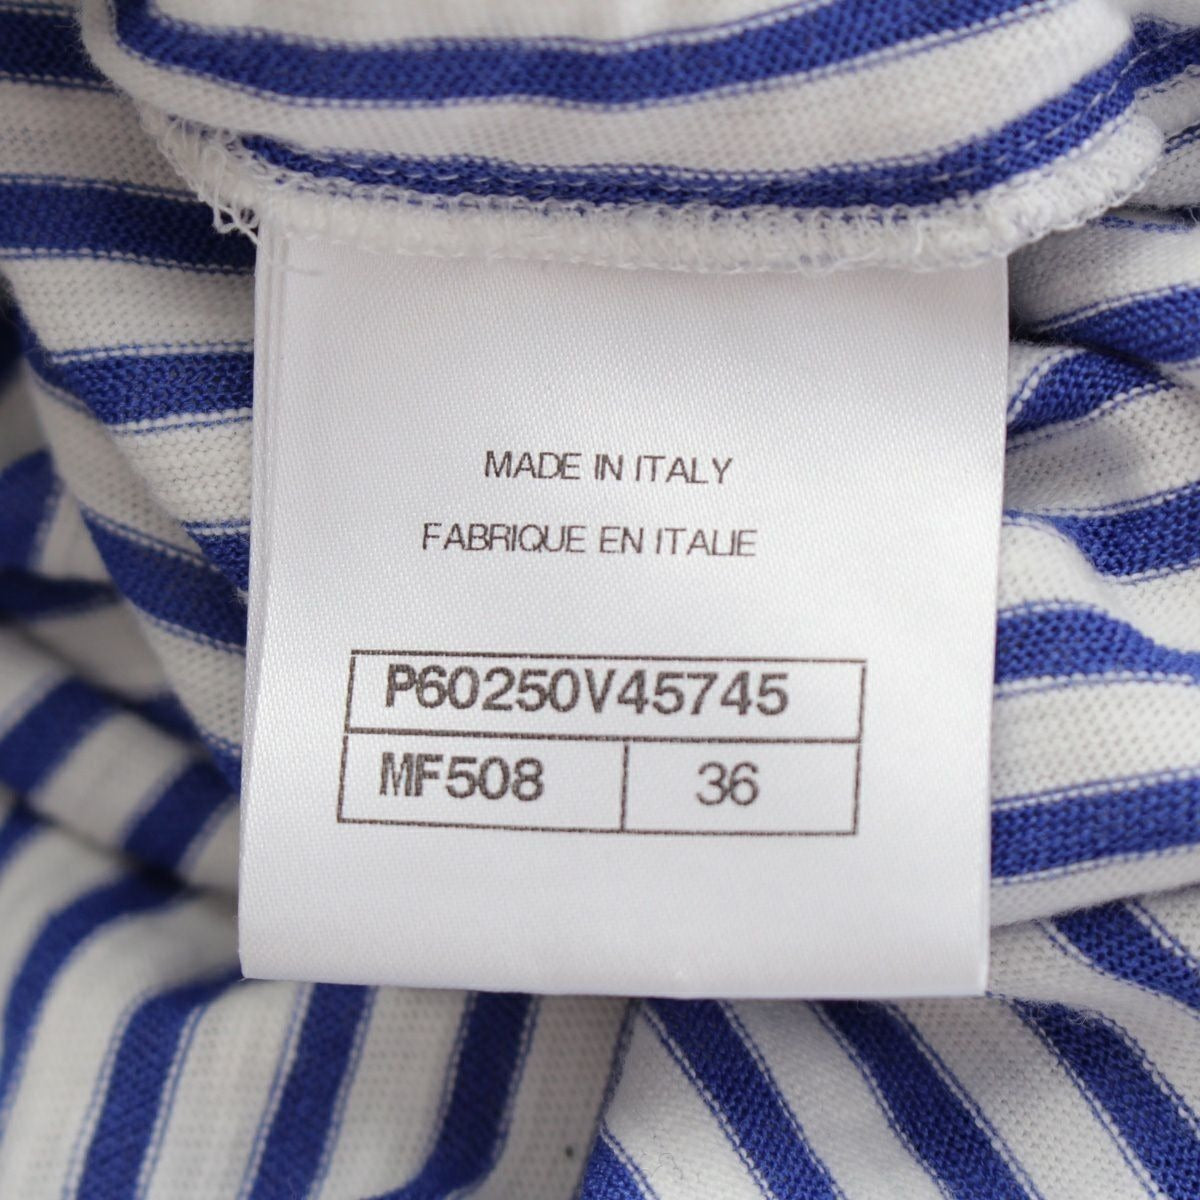 MADE IN ITALY
FABRIQUE EN ITALIE
P60250V45745
MF508 36